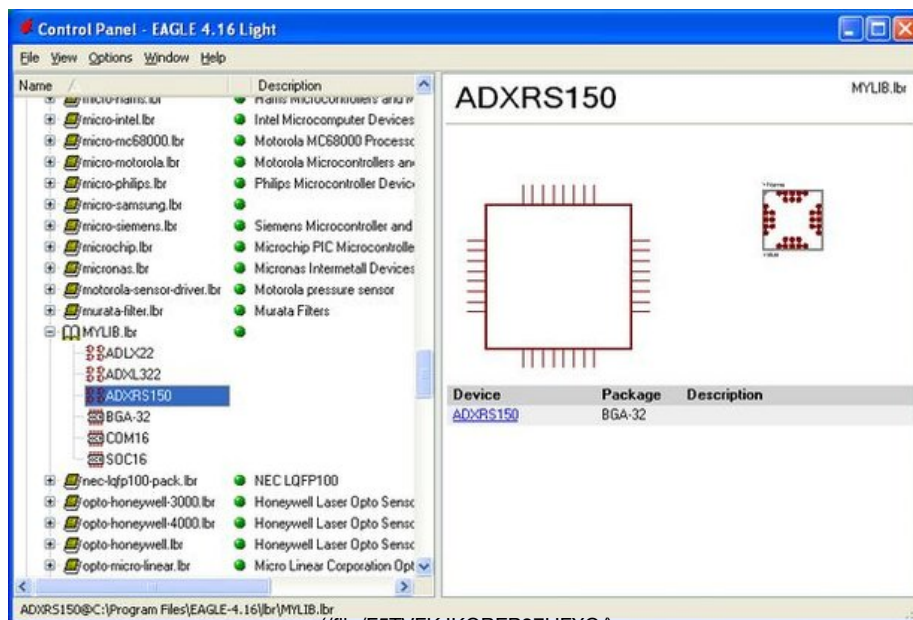 Control Panel - EAGLE 4.16 Light
File View Options Window Help
Name Description
micro-intel.lbr Intel Microcomputer Devices
micro-mc68000.lbr Motorola MC68000 Processo
micro-motorola.lbr Motorola Microcontrollers an
micro-philips.lbr Philips Microcontroller Device
micro-samsung.lbr
micro-siemens.lbr Siemens Microcontroller and
microchip.lbr Microchip PIC Microcontrolle
micronas.lbr Micronas Intermetall Devices
motorola-sensor-driver.lbr Motorola pressure sensor
murata-filter.lbr Murata Filters
MYLIB.lbr
ADLX22
ADXL322
ADXRS150
BGA-32
COM16
SOC16
nec-lqfp100-pack.lbr NEC LQFP100
opto-honeywell-3000.lbr Honeywell Laser Opto Senso
opto-honeywell-4000.lbr Honeywell Laser Opto Senso
opto-honeywell.lbr Honeywell Laser Opto Senso
opto-micro-linear.lbr Micro Linear Corporation Opt
ADXRS150 MYLIB.lbr
Device Package Description
ADXRS150 BGA-32
ADXRS150@C:\Program Files\EAGLE-4.16\lbr\MYLIB.lbr